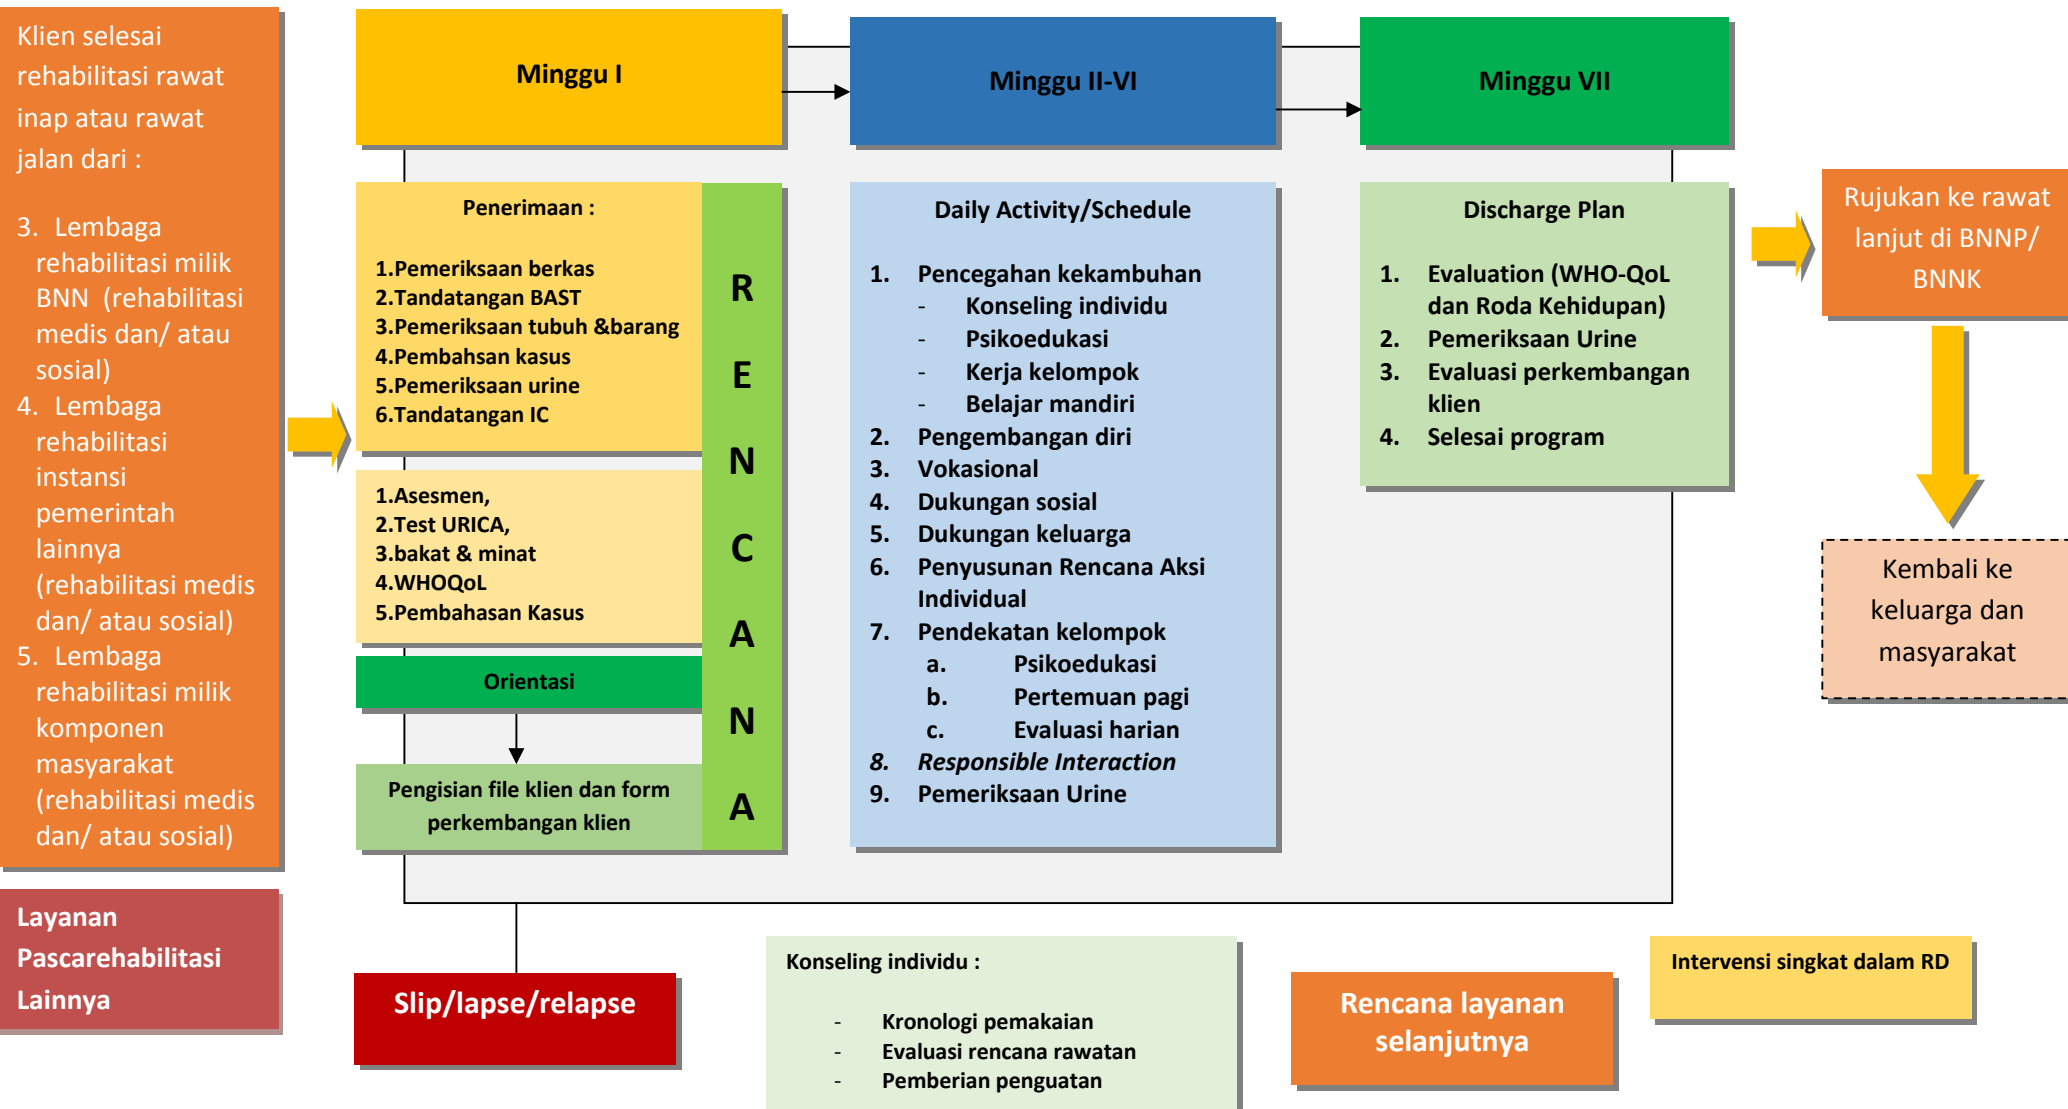 Klien selesai
rehabilitasi rawat
inap atau rawat
jalan dari :
3. Lembaga
rehabilitasi milik
BNN (rehabilitasi
medis dan/ atau
sosial)
4. Lembaga
rehabilitasi
instansi
pemerintah
lainnya
(rehabilitasi medis
dan/ atau sosial)
5. Lembaga
rehabilitasi milik
komponen
masyarakat
(rehabilitasi medis
dan/ atau sosial)
Layanan
Pascarehabilitasi
Lainnya
Minggu I
Penerimaan :
1.Pemeriksaan berkas
2.Tandatangan BAST
3.Pemeriksaan tubuh &barang
4.Pembahsan kasus
5.Pemeriksaan urine
6.Tandatangan IC
1.Asesmen,
2.Test URICA,
3.bakat & minat
4.WHOQoL
5.Pembahasan Kasus
Orientasi
Pengisian file klien dan form
perkembangan klien
R
E
N
C
A
N
A
Minggu II-VI
Daily Activity/Schedule
1. Pencegahan kekambuhan
- Konseling individu
- Psikoedukasi
- Kerja kelompok
- Belajar mandiri
2. Pengembangan diri
3. Vokasional
4. Dukungan sosial
5. Dukungan keluarga
6. Penyusunan Rencana Aksi
Individual
7. Pendekatan kelompok
a. Psikoedukasi
b. Pertemuan pagi
c. Evaluasi harian
8. Responsible Interaction
9. Pemeriksaan Urine
Minggu VII
Discharge Plan
1. Evaluation (WHO-QoL
dan Roda Kehidupan)
2. Pemeriksaan Urine
3. Evaluasi perkembangan
klien
4. Selesai program
Rujukan ke rawat
lanjut di BNNP/
BNNK
Kembali ke
keluarga dan
masyarakat
Slip/lapse/relapse
Konseling individu :
- Kronologi pemakaian
- Evaluasi rencana rawatan
- Pemberian penguatan
Rencana layanan
selanjutnya
Intervensi singkat dalam RD